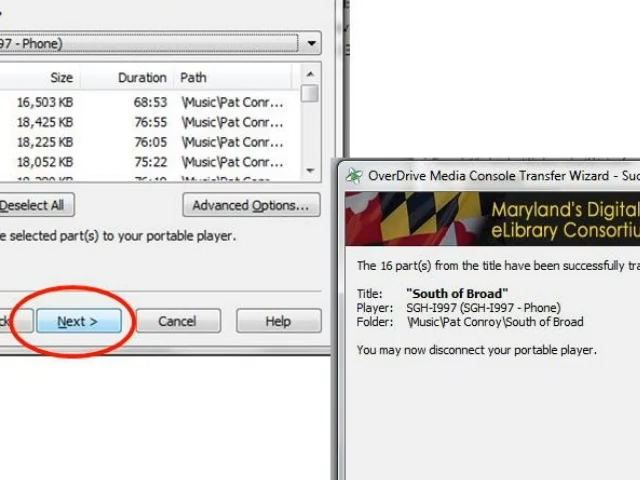 97 - Phone)
Size Duration Path
16,503 KB 68:53 \Music\Pat Conr...
18,425 KB 76:55 \Music\Pat Conr...
18,225 KB 76:05 \Music\Pat Conr...
18,052 KB 75:22 \Music\Pat Conr...
Deselect All Advanced Options...
e selected part(s) to your portable player.
ck Next > Cancel Help
OverDrive Media Console Transfer Wizard - Suc
Maryland's Digital
eLibrary Consortiu
The 16 part(s) from the title have been successfully tra
Title: "South of Broad"
Player: SGH-I997 (SGH-I997 - Phone)
Folder: \Music\Pat Conroy\South of Broad
You may now disconnect your portable player.